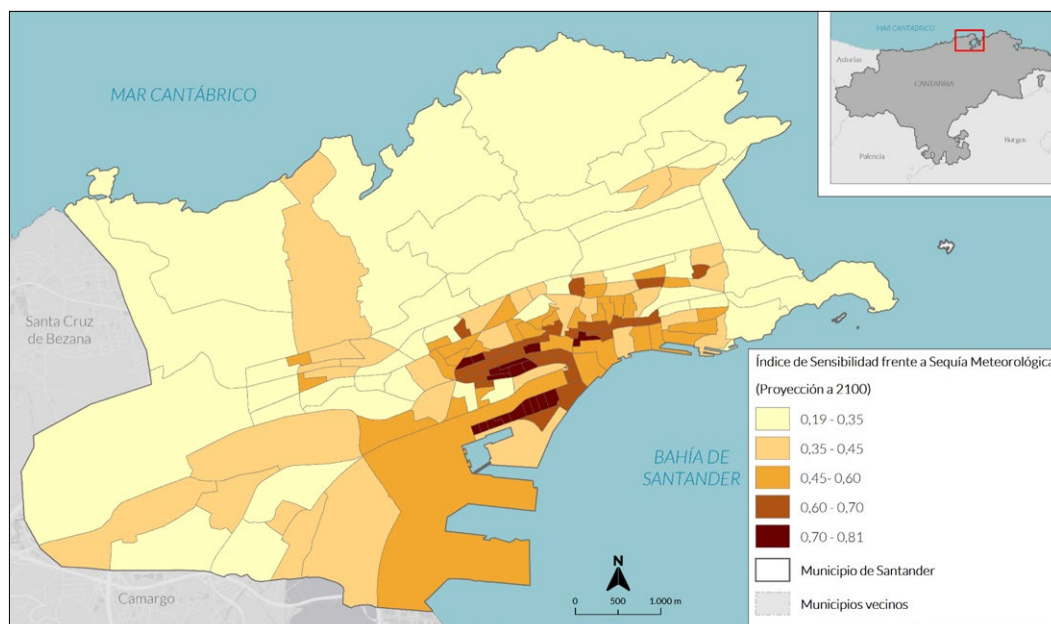 MAR CANTÁBRICO
MAR CANTÁBRICO
Asturias
CANTABRIA
Burgos
Palencia
Santa Cruz
de Bezana
BAHÍA DE
SANTANDER
Camargo
N
0 500 1.000 m
Índice de Sensibilidad frente a Sequía Meteorológica
(Proyección a 2100)
0,19 - 0,35
0,35 - 0,45
0,45- 0,60
0,60 - 0,70
0,70 - 0,81
Municipio de Santander
Municipios vecinos